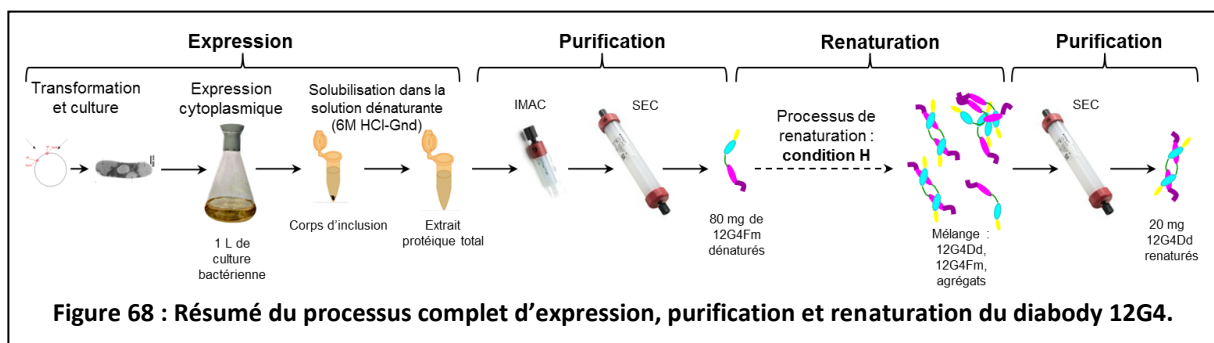 Expression
Purification
Renaturation
Purification
Transformation
et culture
Expression
cytoplasmique
Solubilisation dans la
solution dénaturante
(6M HCl-Gnd)
IMAC
SEC
Processus de
renaturation :
condition H
SEC
1 L de
culture
bactérienne
Corps d'inclusion
Extrait
protéique total
80 mg de
12G4Fm
dénaturés
Mélange :
12G4Dd,
12G4Fm,
agrégats
20 mg
12G4Dd
renaturés
Figure 68 : Résumé du processus complet d'expression, purification et renaturation du diabody 12G4.